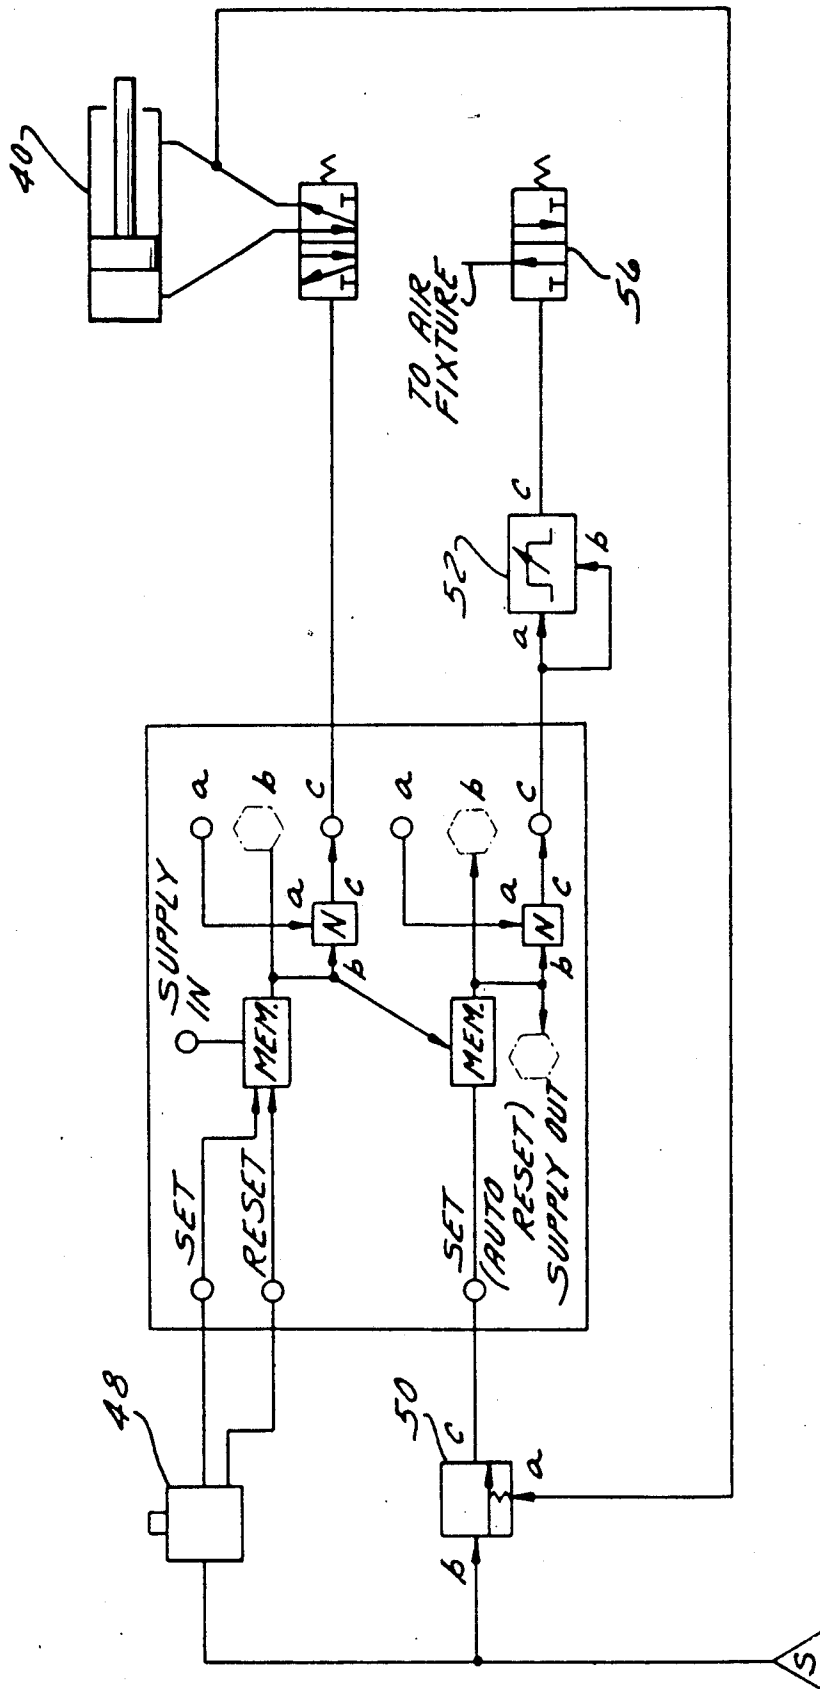 40
48
SET
RESET
SUPPLY
IN
MEM.
a
b
a
N
b
c
c
TO AIR
FIXTURE
50
b
c
a
SET
(AUTO
RESET)
SUPPLY OUT
MEM.
a
b
a
N
b
c
c
52
a
b
c
56
S